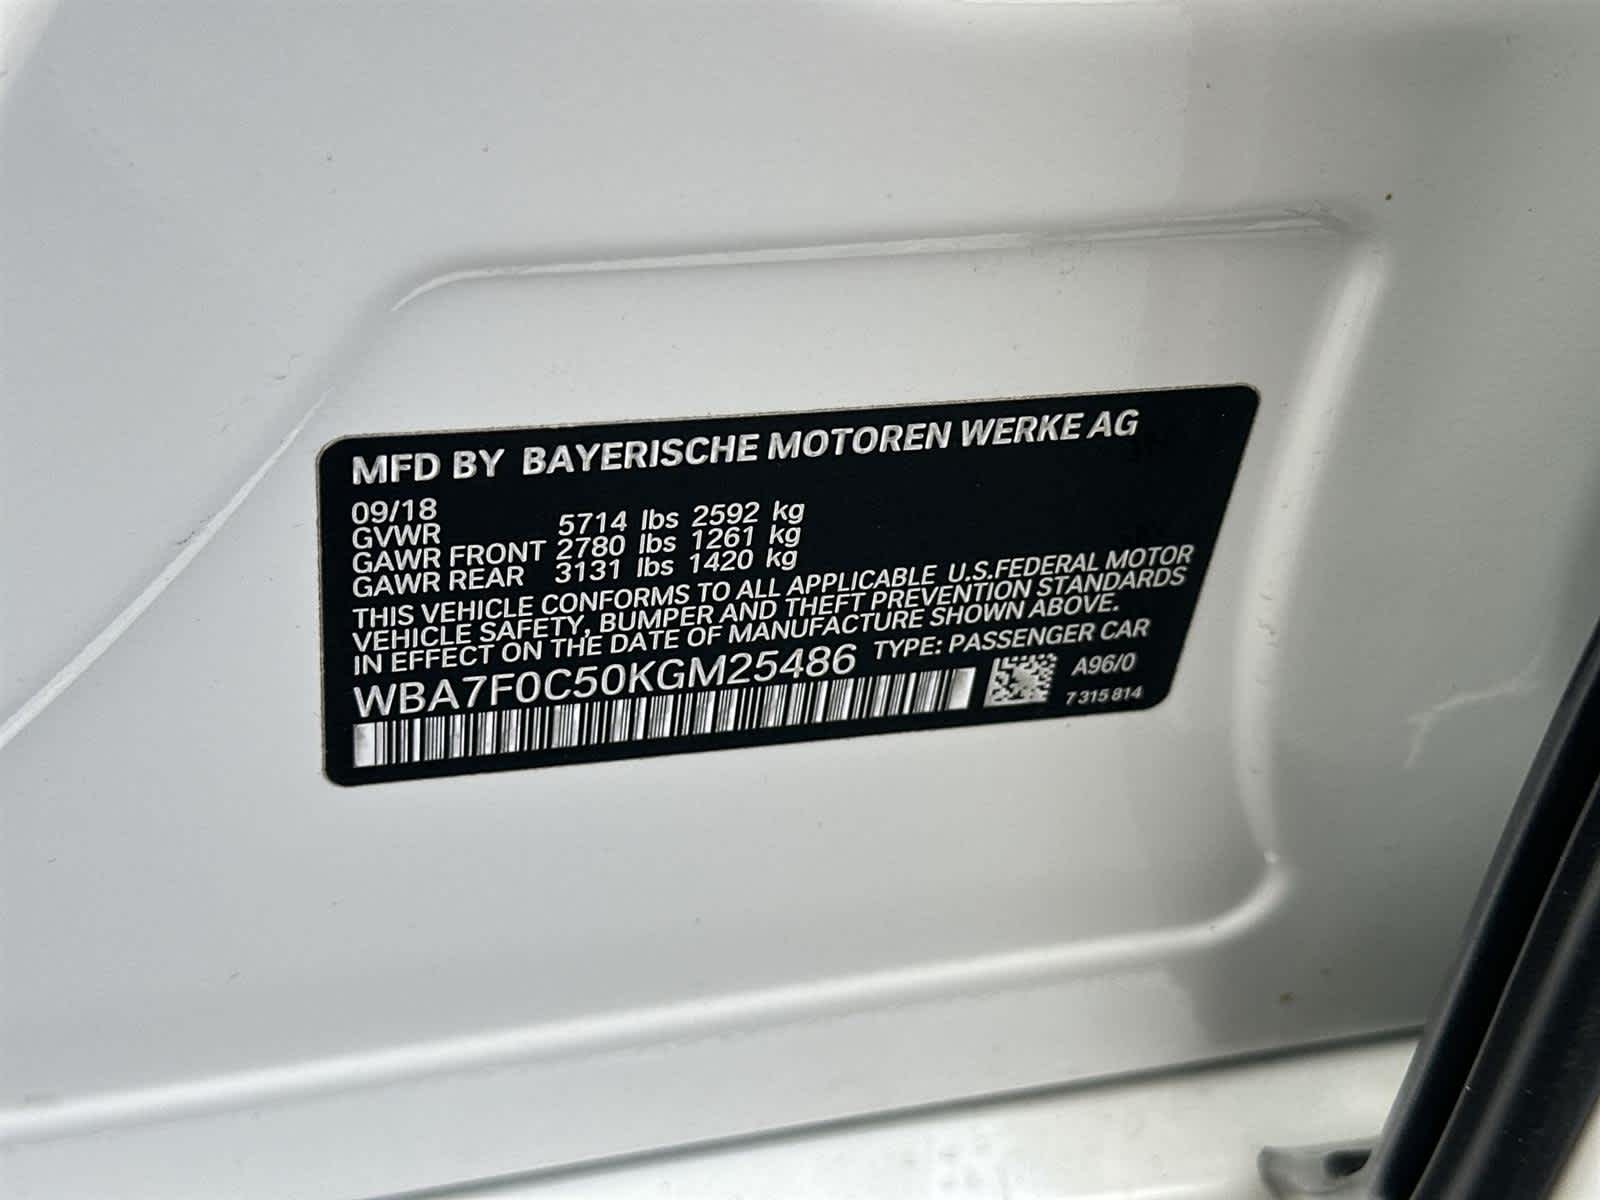 MFD BY BAYERISCHE MOTOREN WERKE AG
09/18
GVWR 5714 lbs 2592 kg
GAWR FRONT 2780 lbs 1261 kg
GAWR REAR 3131 lbs 1420 kg
THIS VEHICLE CONFORMS TO ALL APPLICABLE U.S.FEDERAL MOTOR
VEHICLE SAFETY, BUMPER AND THEFT PREVENTION STANDARDS
IN EFFECT ON THE DATE OF MANUFACTURE SHOWN ABOVE.
WBA7F0C50KGM25486 TYPE: PASSENGER CAR
A96/0
7 315 814